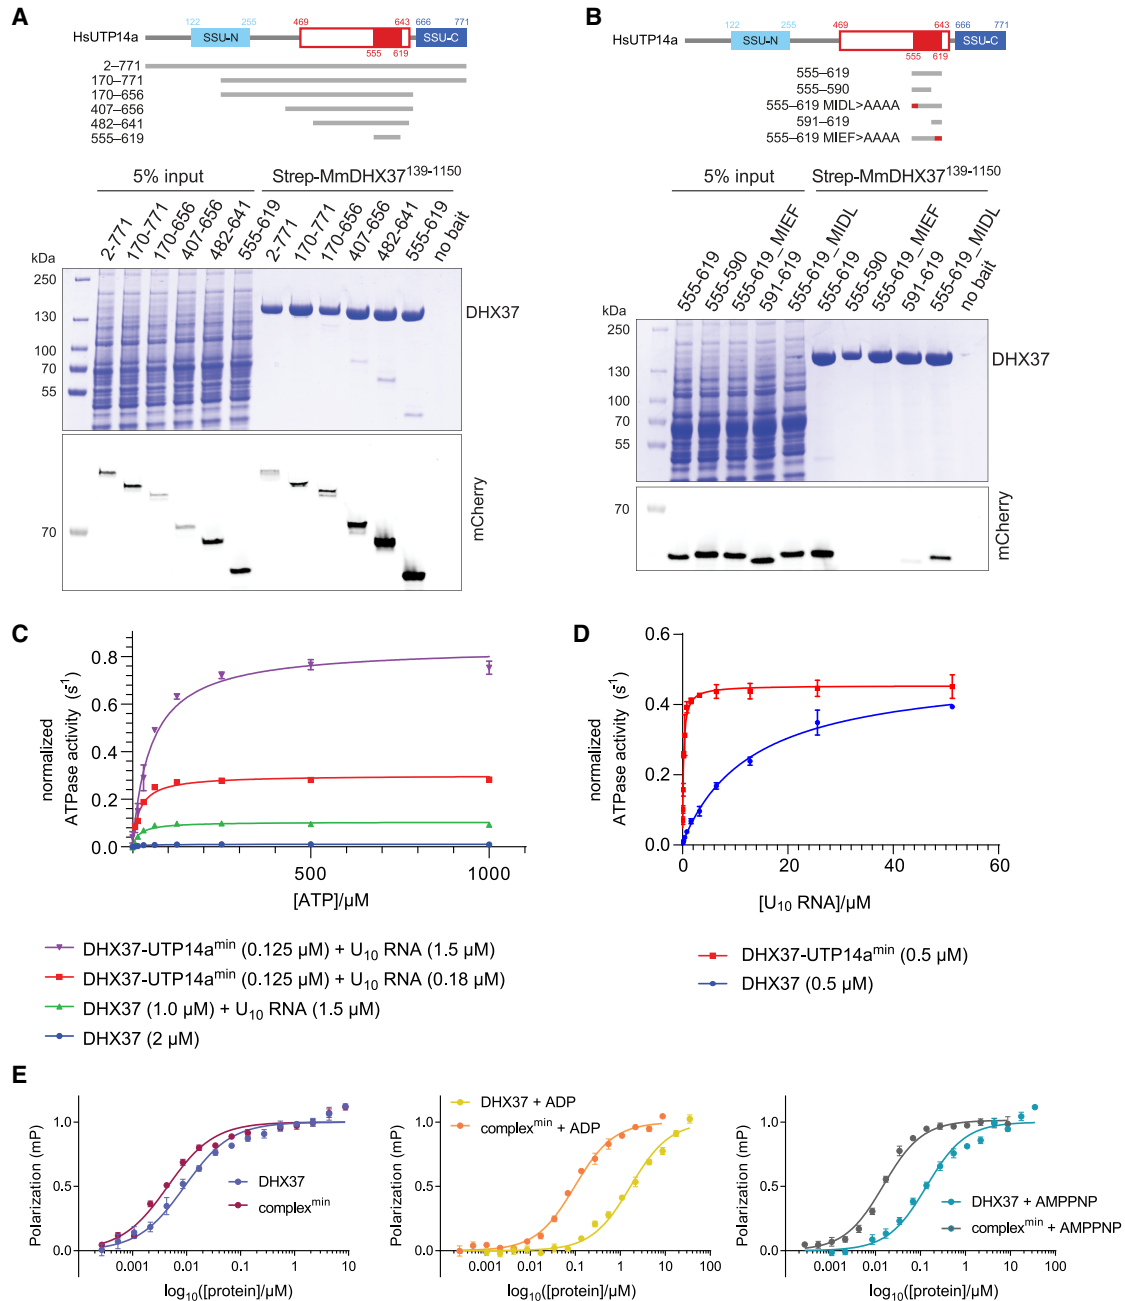 A
122 255 469 643 666 771
HsUTP14a SSU-N SSU-C
555 619
2–771
170–771
170–656
407–656
482–641
555–619
5% input Strep-MmDHX37139-1150
2-771 170-771 170-656 407-656 482-641 555-619 2-771 170-771 170-656 407-656 482-641 555-619 no bait
kDa
250
130
100
70
55
DHX37
70
mCherry
B
122 255 469 643 666 771
HsUTP14a SSU-N SSU-C
555 619
555–619
555–590
555–619 MIDL>AAAA
591–619
555–619 MIEF>AAAA
5% input Strep-MmDHX37139-1150
555-619 555-590 555-619_MIEF 591-619 555-619_MIDL 555-619 555-590 555-619_MIEF 591-619 555-619_MIDL no bait
kDa
250
130
100
70
55
DHX37
70
mCherry
C
normalized
ATPase activity (s-1)
0.8
0.6
0.4
0.2
0.0
500 1000
[ATP]/µM
DHX37-UTP14amin (0.125 µM) + U10 RNA (1.5 µM)
DHX37-UTP14amin (0.125 µM) + U10 RNA (0.18 µM)
DHX37 (1.0 µM) + U10 RNA (1.5 µM)
DHX37 (2 µM)
D
normalized
ATPase activity (s-1)
0.6
0.4
0.2
0.0
0 20 40 60
[U10 RNA]/µM
DHX37-UTP14amin (0.5 µM)
DHX37 (0.5 µM)
E
Polarization (mP)
1.0
0.5
0.0
DHX37
complexmin
0.001 0.01 0.1 1 10
log10([protein]/µM)
Polarization (mP)
1.0
0.5
0.0
DHX37 + ADP
complexmin + ADP
0.001 0.01 0.1 1 10 100
log10([protein]/µM)
Polarization (mP)
1.0
0.5
0.0
DHX37 + AMPPNP
complexmin + AMPPNP
0.001 0.01 0.1 1 10 100
log10([protein]/µM)